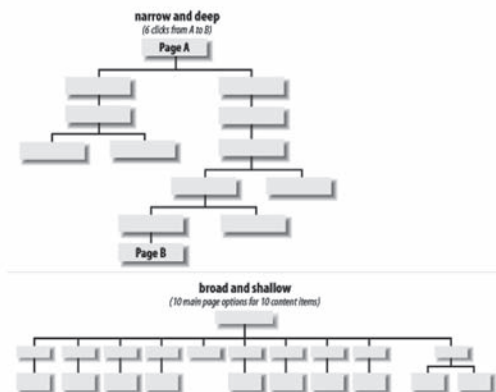 narrow and deep
(6 clicks from A to B)
Page A
Page B
broad and shallow
(10 main page options for 10 content items)